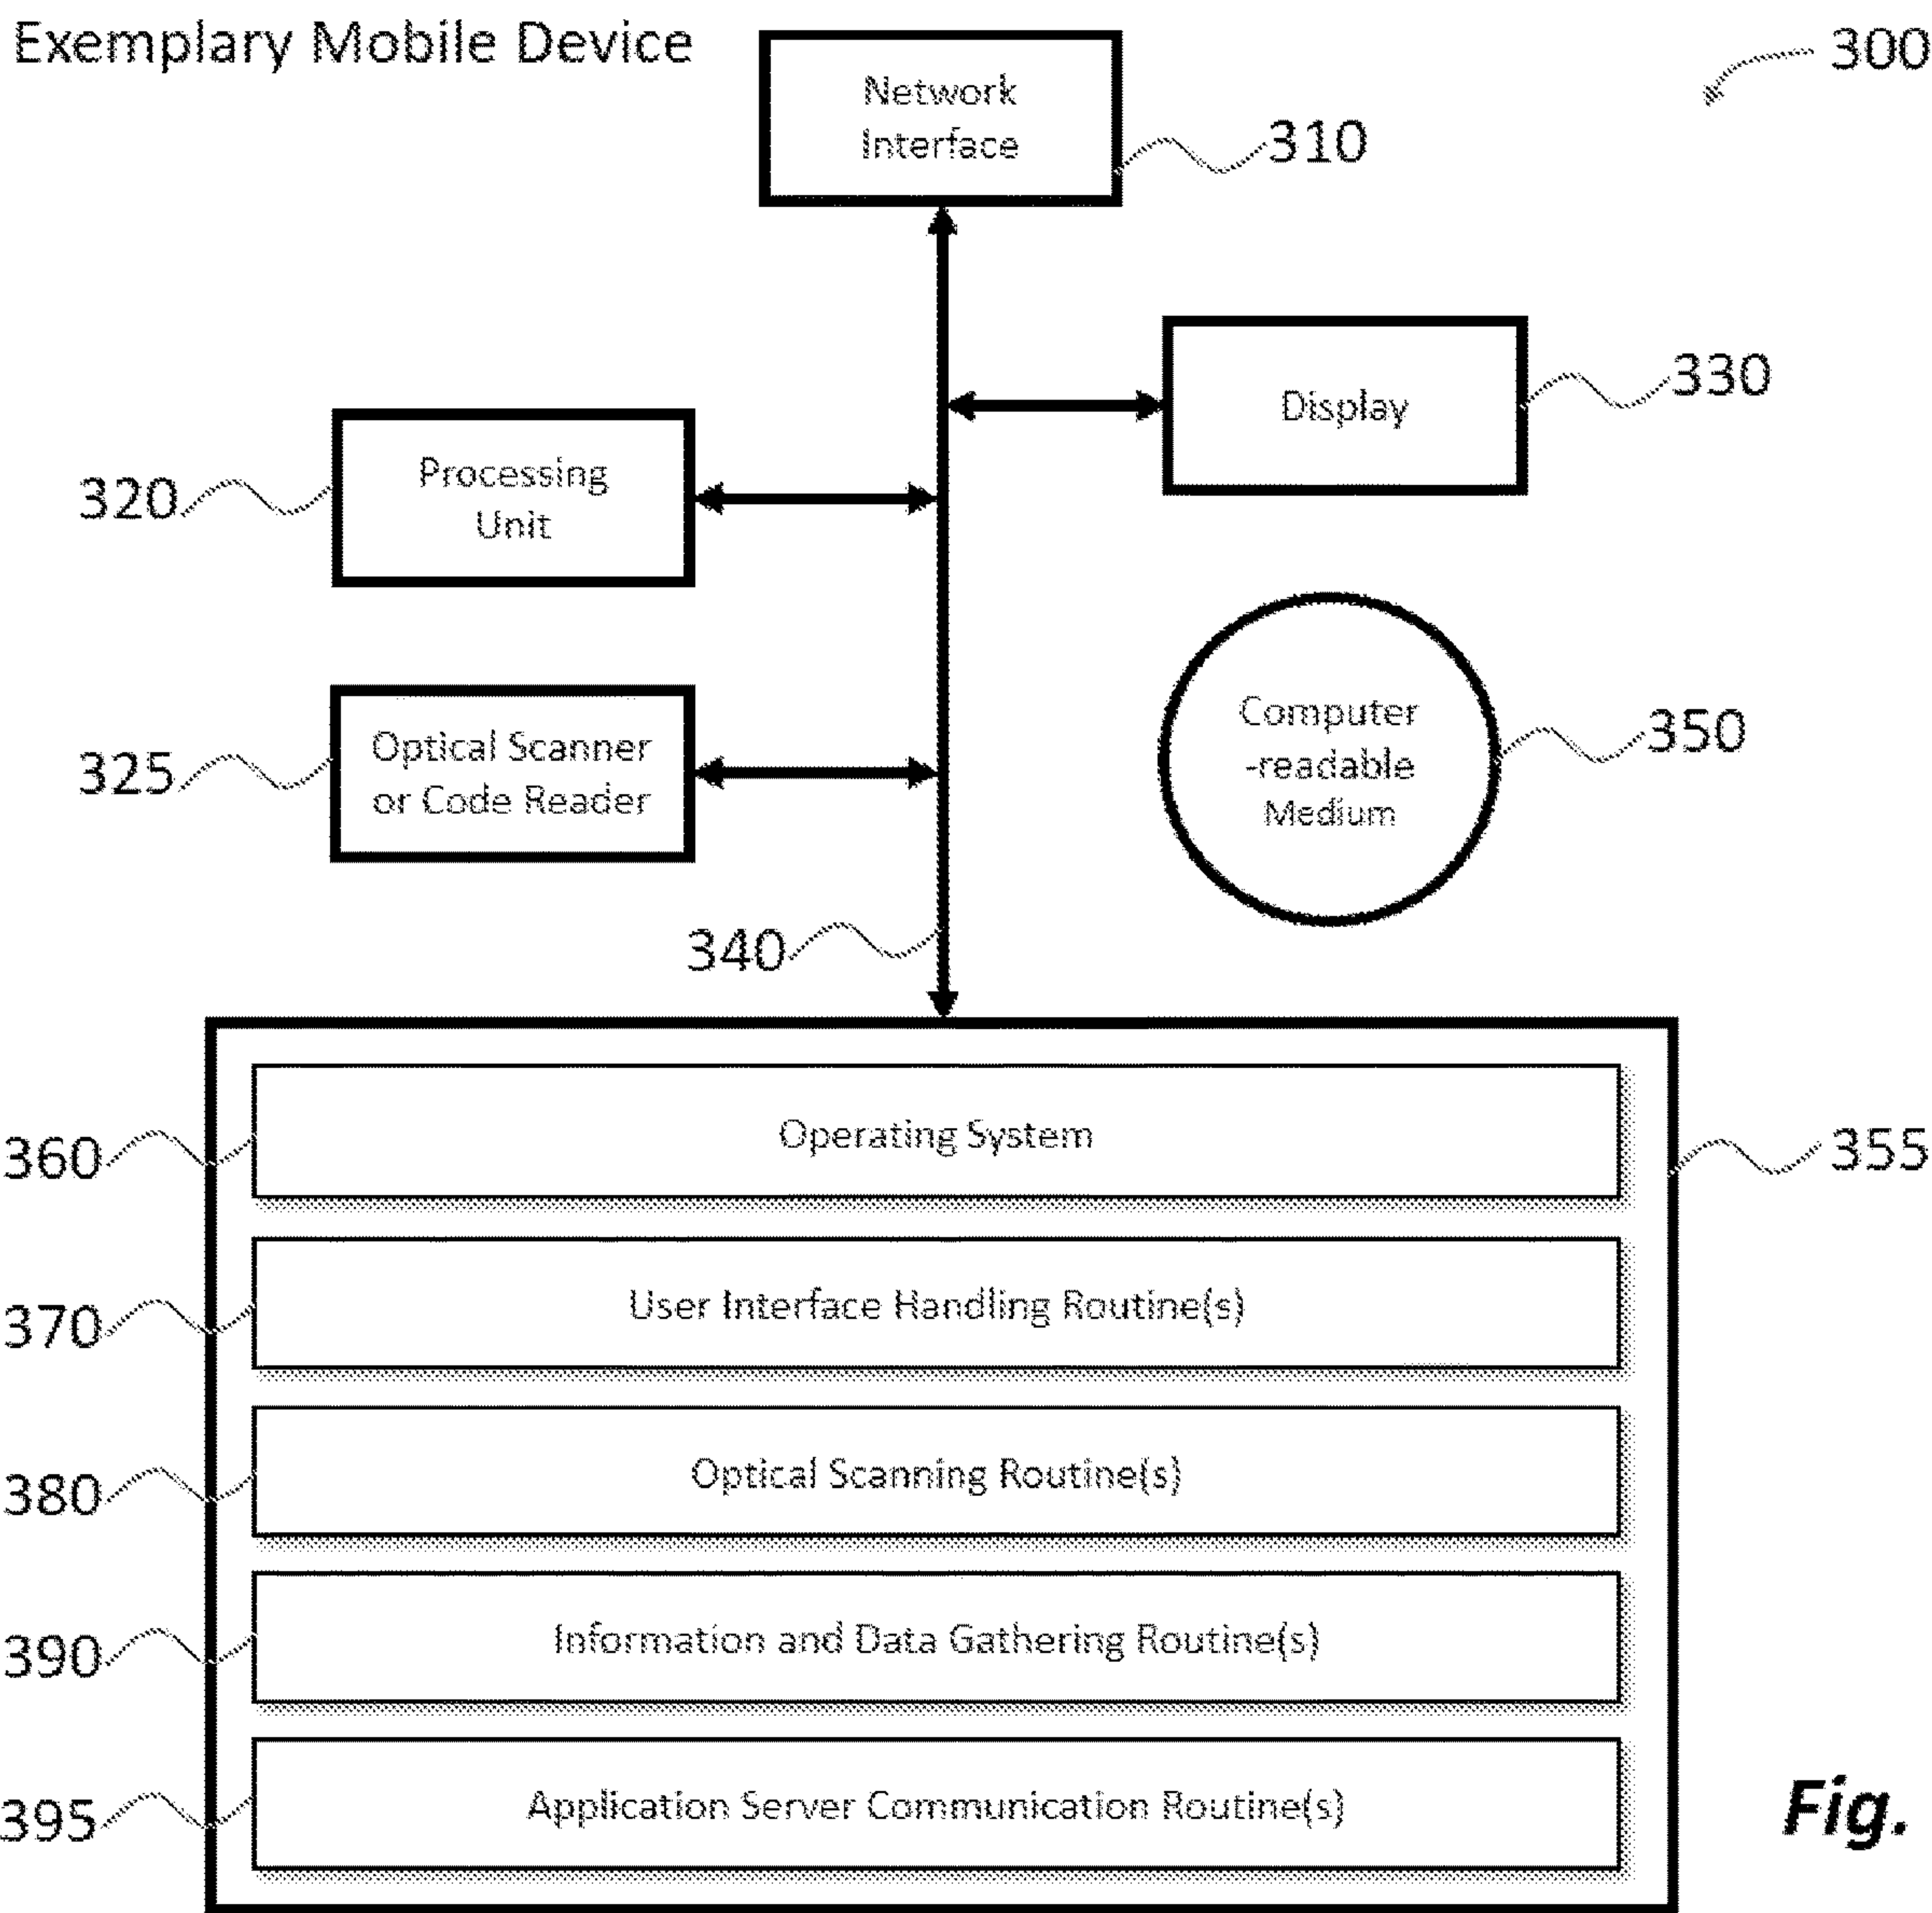 Exemplary Mobile Device
300
Network
Interface
310
330
Display
320
Processing
Unit
325
Optical Scanner
or Code Reader
Computer
-readable
Medium
350
340
360
Operating System
355
370
User Interface Handling Routine(s)
380
Optical Scanning Routine(s)
390
Information and Data Gathering Routine(s)
395
Application Server Communication Routine(s)
Fig.